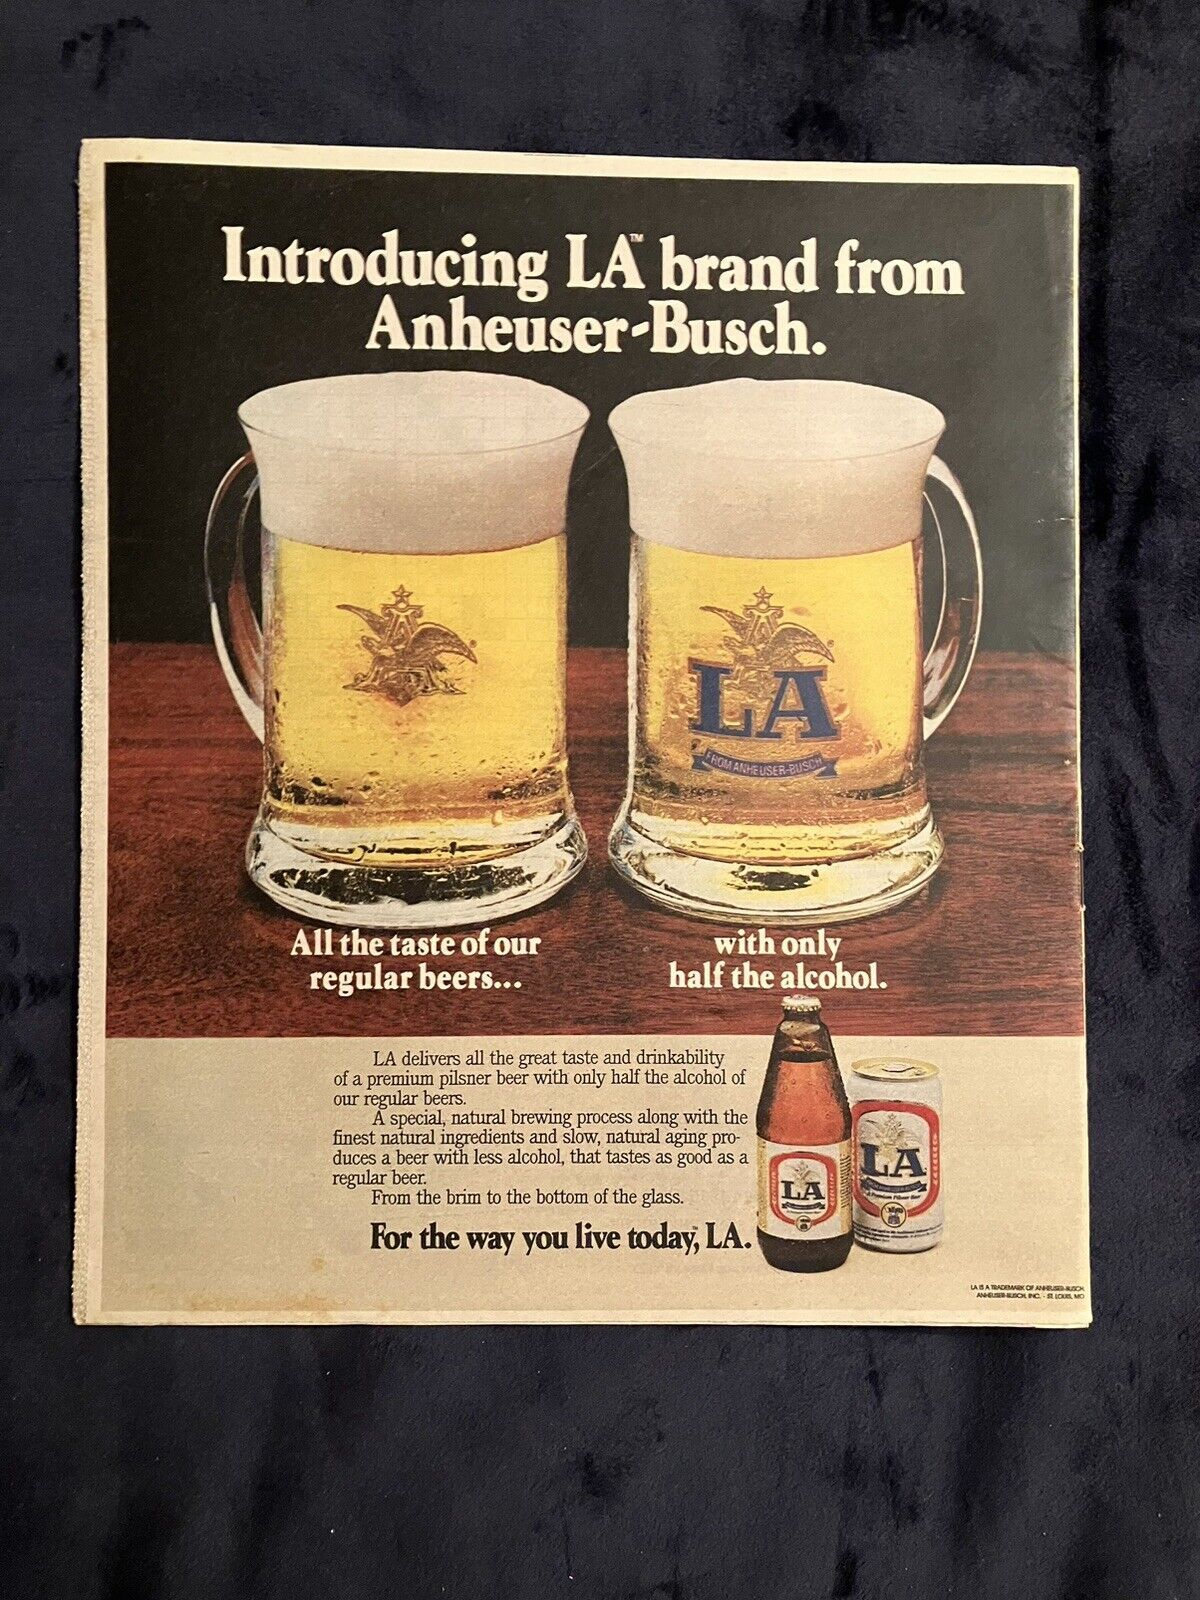 Introducing LA™ brand from
Anheuser-Busch.
A
®
LA
FROM ANHEUSER-BUSCH
All the taste of our
regular beers...
with only
half the alcohol.
LA delivers all the great taste and drinkability
of a premium pilsner beer with only half the alcohol of
our regular beers.
A special, natural brewing process along with the
finest natural ingredients and slow, natural aging pro-
duces a beer with less alcohol, that tastes as good as a
regular beer.
From the brim to the bottom of the glass.
For the way you live today,™ LA.
LA
LA
A Premium Pilsner Beer
LA IS A TRADEMARK OF ANHEUSER-BUSCH
ANHEUSER-BUSCH, INC. · ST. LOUIS, MO